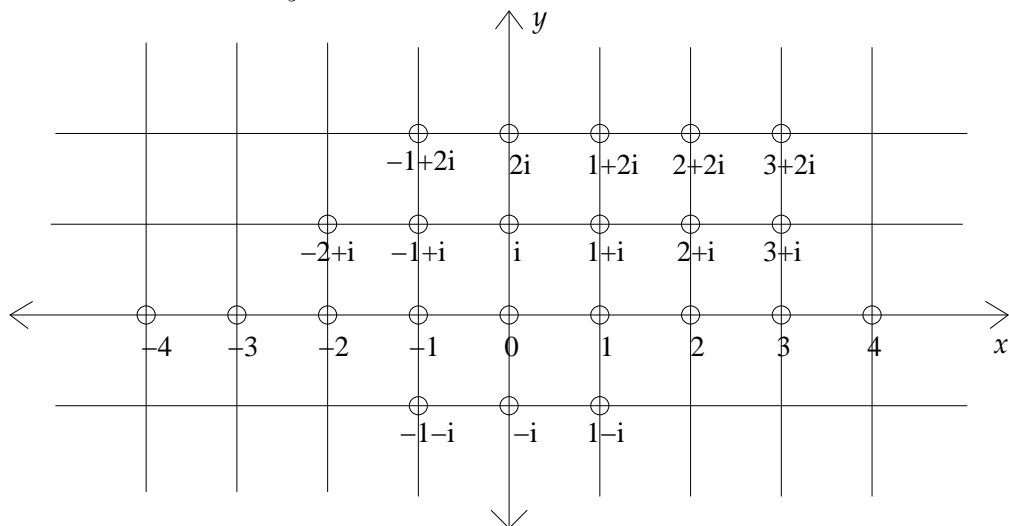 y
−1+2i 2i 1+2i 2+2i 3+2i
−2+i −1+i i 1+i 2+i 3+i
−4 −3 −2 −1 0 1 2 3 4 x
−1−i −i 1−i